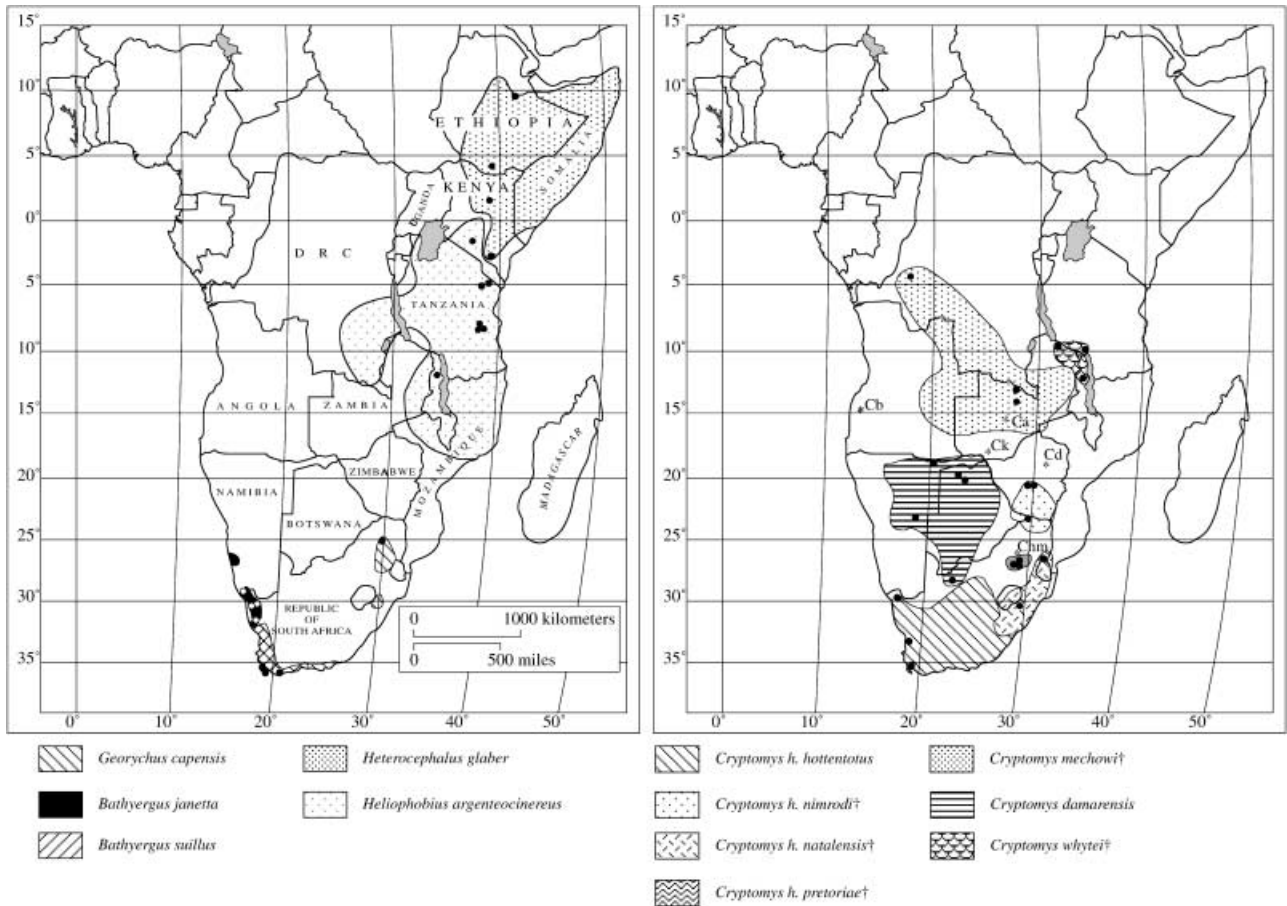 15°
10°
5°
0°
5°
10°
15°
20°
25°
30°
35°
0°
10°
20°
30°
40°
50°
ETHIOPIA
SOMALIA
KENYA
UGANDA
DRC
TANZANIA
ANGOLA
ZAMBIA
MOZAMBIQUE
ZIMBABWE
MADAGASCAR
NAMIBIA
BOTSWANA
REPUBLIC
OF
SOUTH AFRICA
0 1000 kilometers
0 500 miles
15°
10°
5°
0°
5°
10°
15°
20°
25°
30°
35°
0°
10°
20°
30°
40°
50°
Cb
Ca
Ck
Cd
Chm
Georychus capensis
Bathyergus janetta
Bathyergus suillus
Heterocephalus glaber
Heliophobius argenteocinereus
Cryptomys h. hottentotus
Cryptomys h. nimrodi†
Cryptomys h. natalensis†
Cryptomys h. pretoriae†
Cryptomys mechowi†
Cryptomys damarensis
Cryptomys whytei†